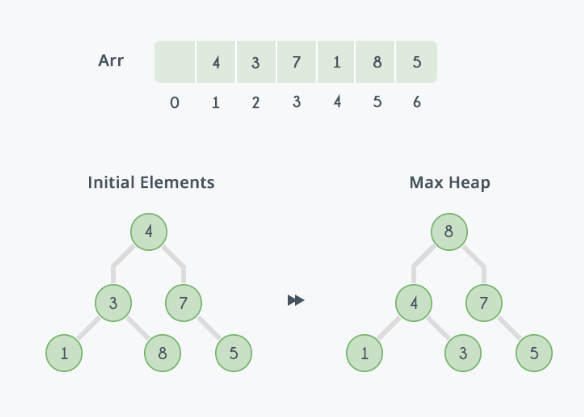 Arr 4 3 7 1 8 5
0 1 2 3 4 5 6
Initial Elements Max Heap
4 8
3 7 4 7
1 8 5 1 3 5